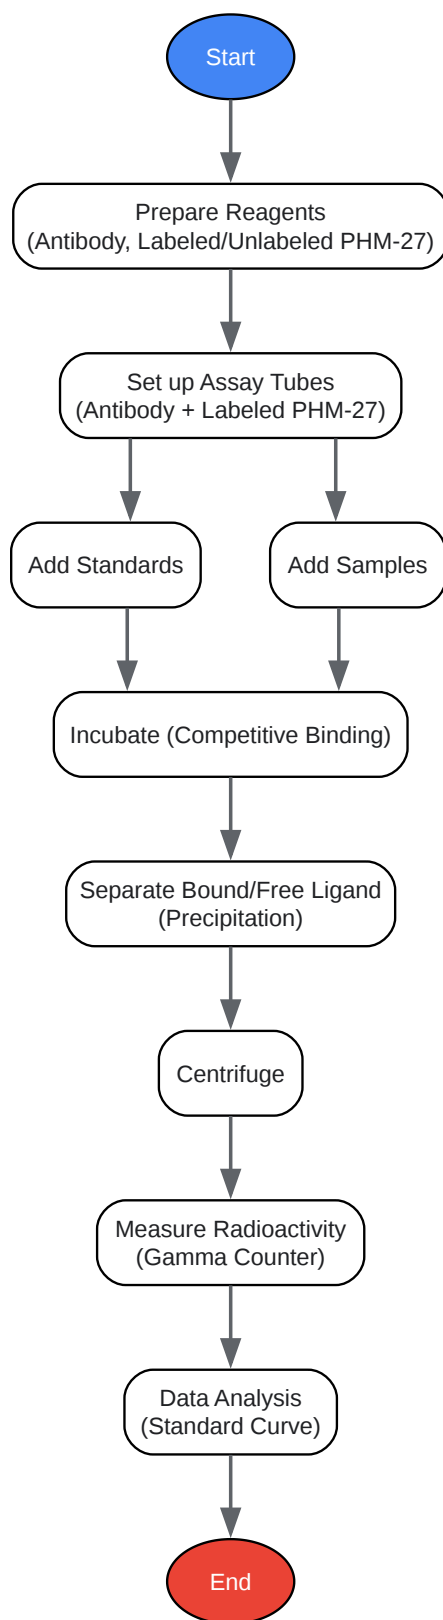 Start
Prepare Reagents
(Antibody, Labeled/Unlabeled PHM-27)
Set up Assay Tubes
(Antibody + Labeled PHM-27)
Add Standards
Add Samples
Incubate (Competitive Binding)
Separate Bound/Free Ligand
(Precipitation)
Centrifuge
Measure Radioactivity
(Gamma Counter)
Data Analysis
(Standard Curve)
End